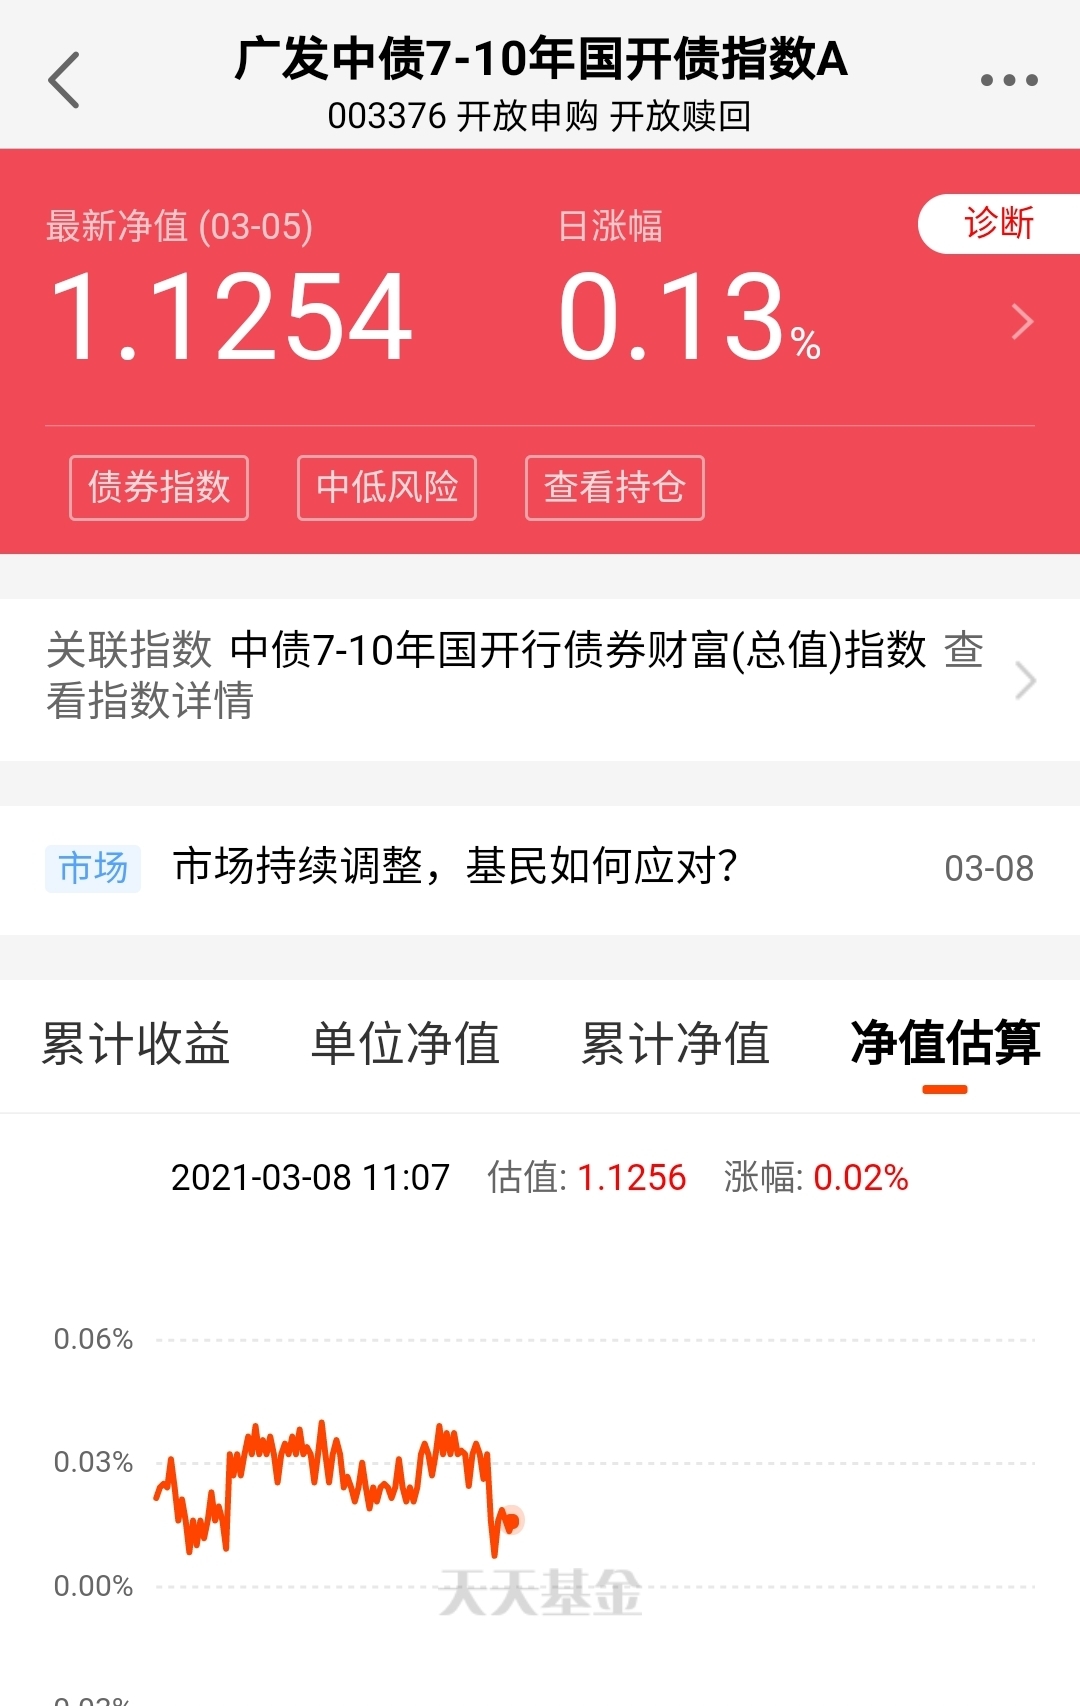 广发中债7-10年国开债指数A
003376 开放申购 开放赎回
最新净值 (03-05)
日涨幅
诊断
1.1254
0.13%
债券指数
中低风险
查看持仓
关联指数 中债7-10年国开行债券财富(总值)指数 查
看指数详情
市场
市场持续调整，基民如何应对？
03-08
累计收益
单位净值
累计净值
净值估算
2021-03-08 11:07 估值: 1.1256 涨幅: 0.02%
0.06%
0.03%
0.00%
天天基金